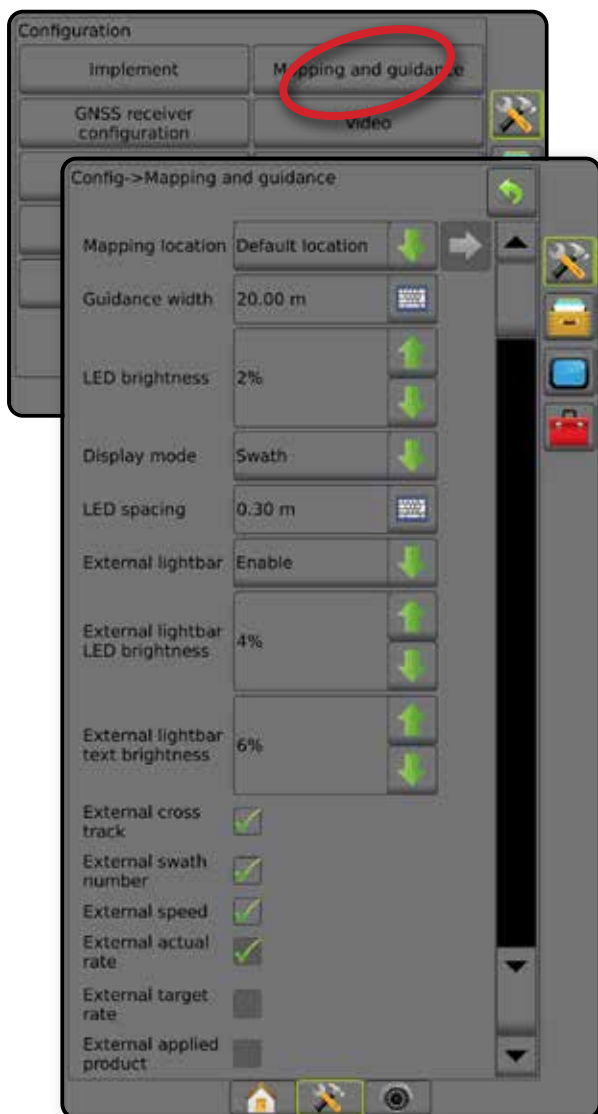 Configuration
Implement
Mapping and guidance
GNSS receiver
configuration
Video
Config->Mapping and guidance
Mapping location
Default location
Guidance width
20.00 m
LED brightness
2%
Display mode
Swath
LED spacing
0.30 m
External lightbar
Enable
External lightbar
LED brightness
4%
External lightbar
text brightness
6%
External cross
track
External swath
number
External speed
External actual
rate
External target
rate
External applied
product